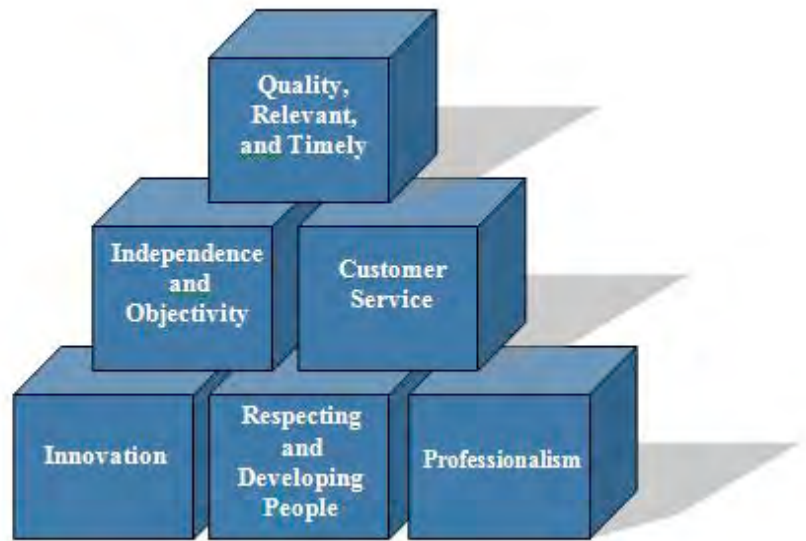 Quality,
Relevant,
and Timely
Independence
and
Objectivity
Customer
Service
Innovation
Respecting
and
Developing
People
Professionalism